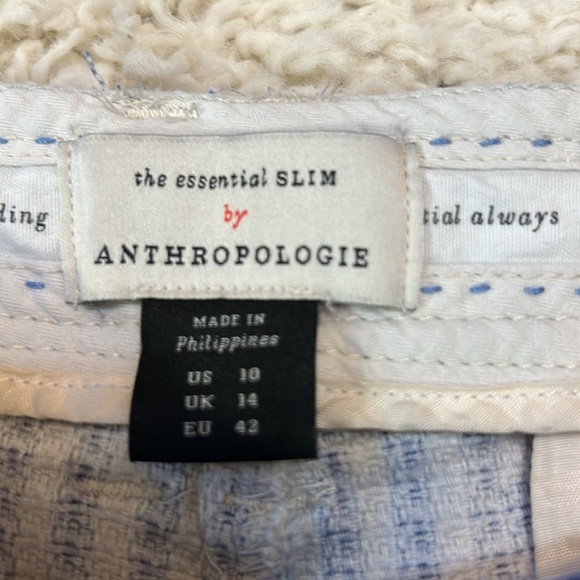 the essential SLIM
by
ANTHROPOLOGIE
ding
tial always
MADE IN
Philippines
US 10
UK 14
EU 42